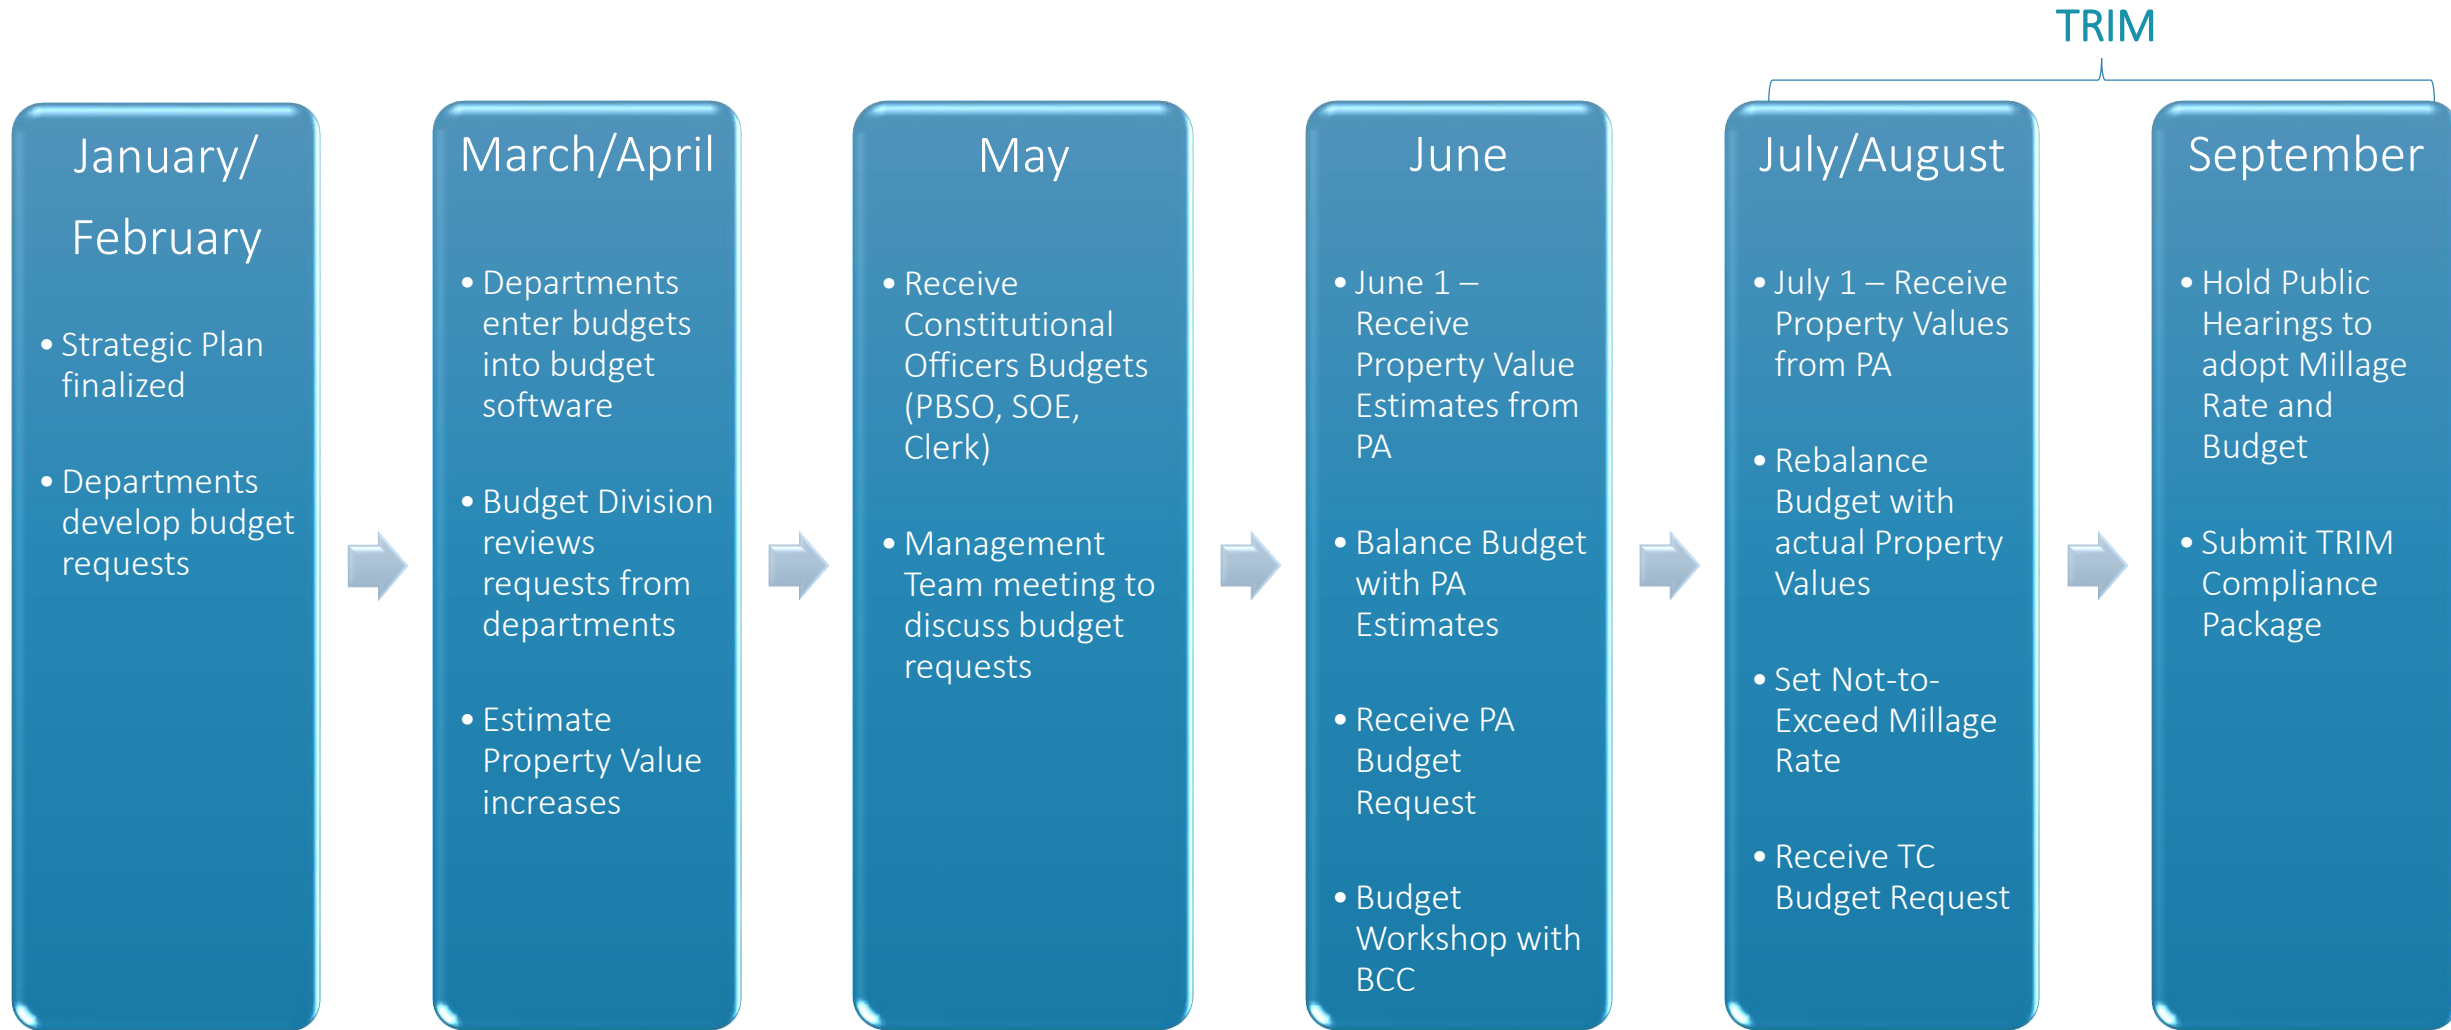 TRIM
January/
February
• Strategic Plan
finalized
• Departments
develop budget
requests
March/April
• Departments
enter budgets
into budget
software
• Budget Division
reviews
requests from
departments
• Estimate
Property Value
increases
May
• Receive
Constitutional
Officers Budgets
(PBSO, SOE,
Clerk)
• Management
Team meeting to
discuss budget
requests
June
• June 1 –
Receive
Property Value
Estimates from
PA
• Balance Budget
with PA
Estimates
• Receive PA
Budget
Request
• Budget
Workshop with
BCC
July/August
• July 1 – Receive
Property Values
from PA
• Rebalance
Budget with
actual Property
Values
• Set Not-to-
Exceed Millage
Rate
• Receive TC
Budget Request
September
• Hold Public
Hearings to
adopt Millage
Rate and
Budget
• Submit TRIM
Compliance
Package